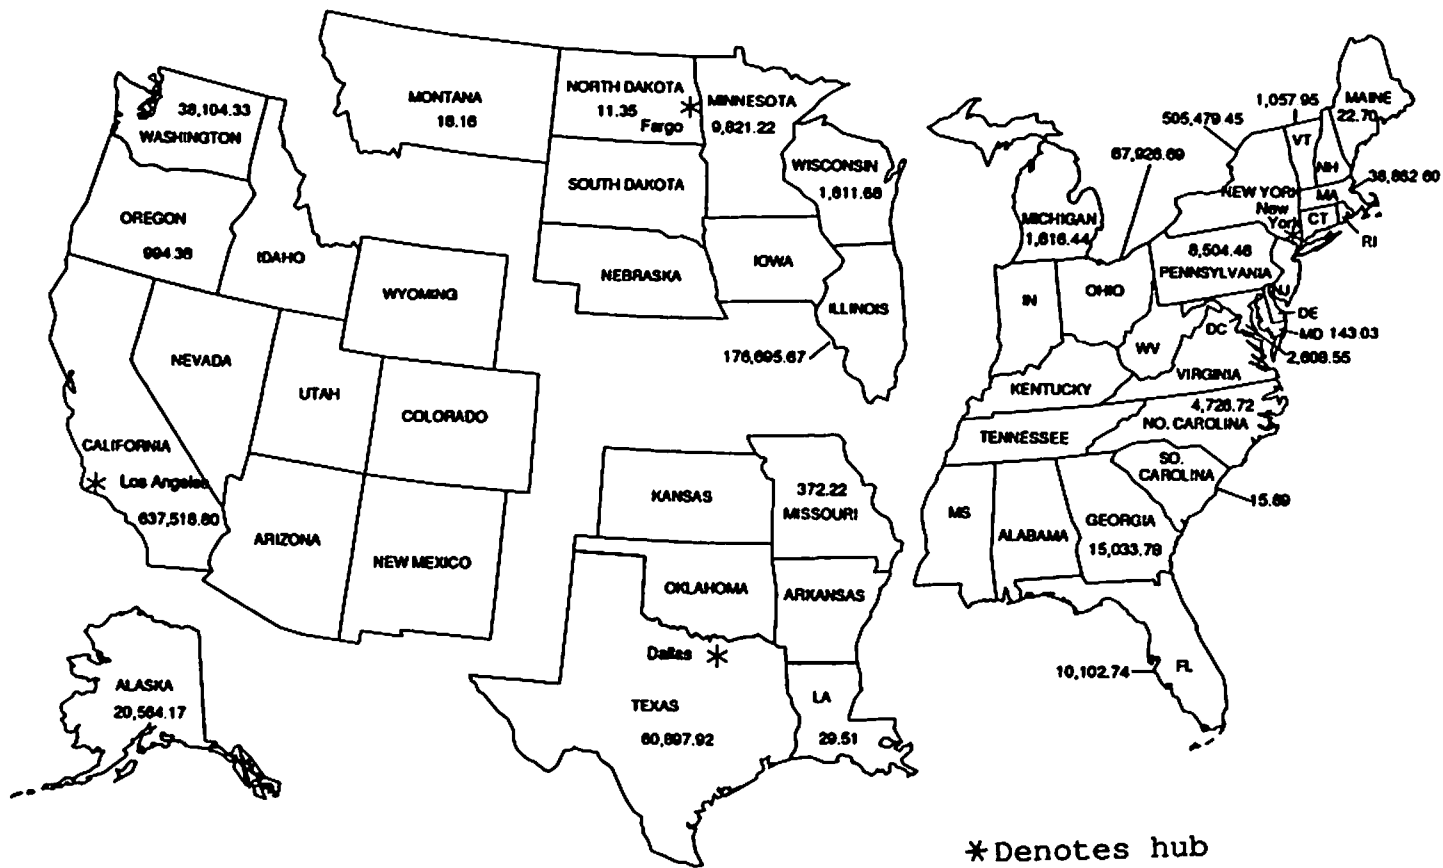 38,104.33
WASHINGTON
OREGON
994.36
IDAHO
MONTANA
18.16
NORTH DAKOTA
11.35
Fargo
MINNESOTA
9,821.22
SOUTH DAKOTA
WISCONSIN
1,611.68
WYOMING
NEBRASKA
IOWA
ILLINOIS
176,695.67
NEVADA
UTAH
COLORADO
CALIFORNIA
Los Angeles
637,518.80
ARIZONA
NEW MEXICO
KANSAS
372.22
MISSOURI
OKLAHOMA
ARKANSAS
Dallas
TEXAS
60,897.92
LA
29.51
ALASKA
20,564.17
MICHIGAN
1,616.44
67,926.69
505,479.45
1,057.95
MAINE
22.70
VT
NH
38,862.60
NEW YORK
New
York
MA
CT
RI
8,504.46
PENNSYLVANIA
NJ
IN
OHIO
DE
MD 143.03
DC
2,608.55
WV
VIRGINIA
KENTUCKY
4,726.72
NO. CAROLINA
TENNESSEE
SO.
CAROLINA
15.89
MS
ALABAMA
GEORGIA
15,033.78
10,102.74
FL
*Denotes hub